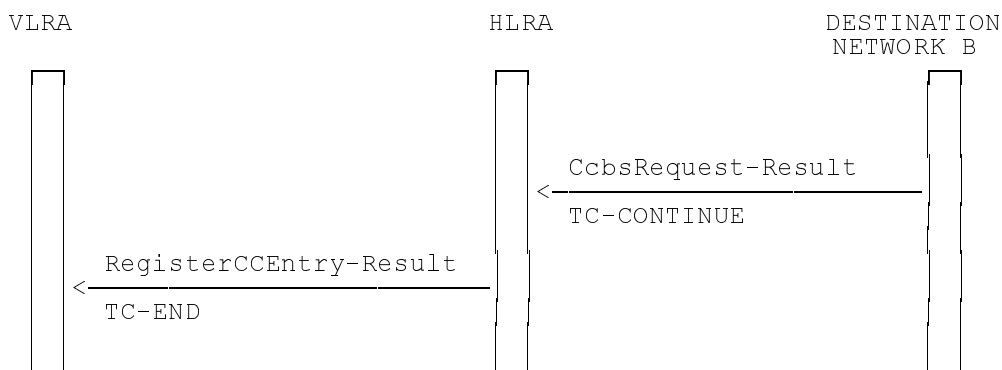 VLRA HLRA DESTINATION
NETWORK B
CcbsRequest-Result
TC-CONTINUE
RegisterCCEntry-Result
TC-END